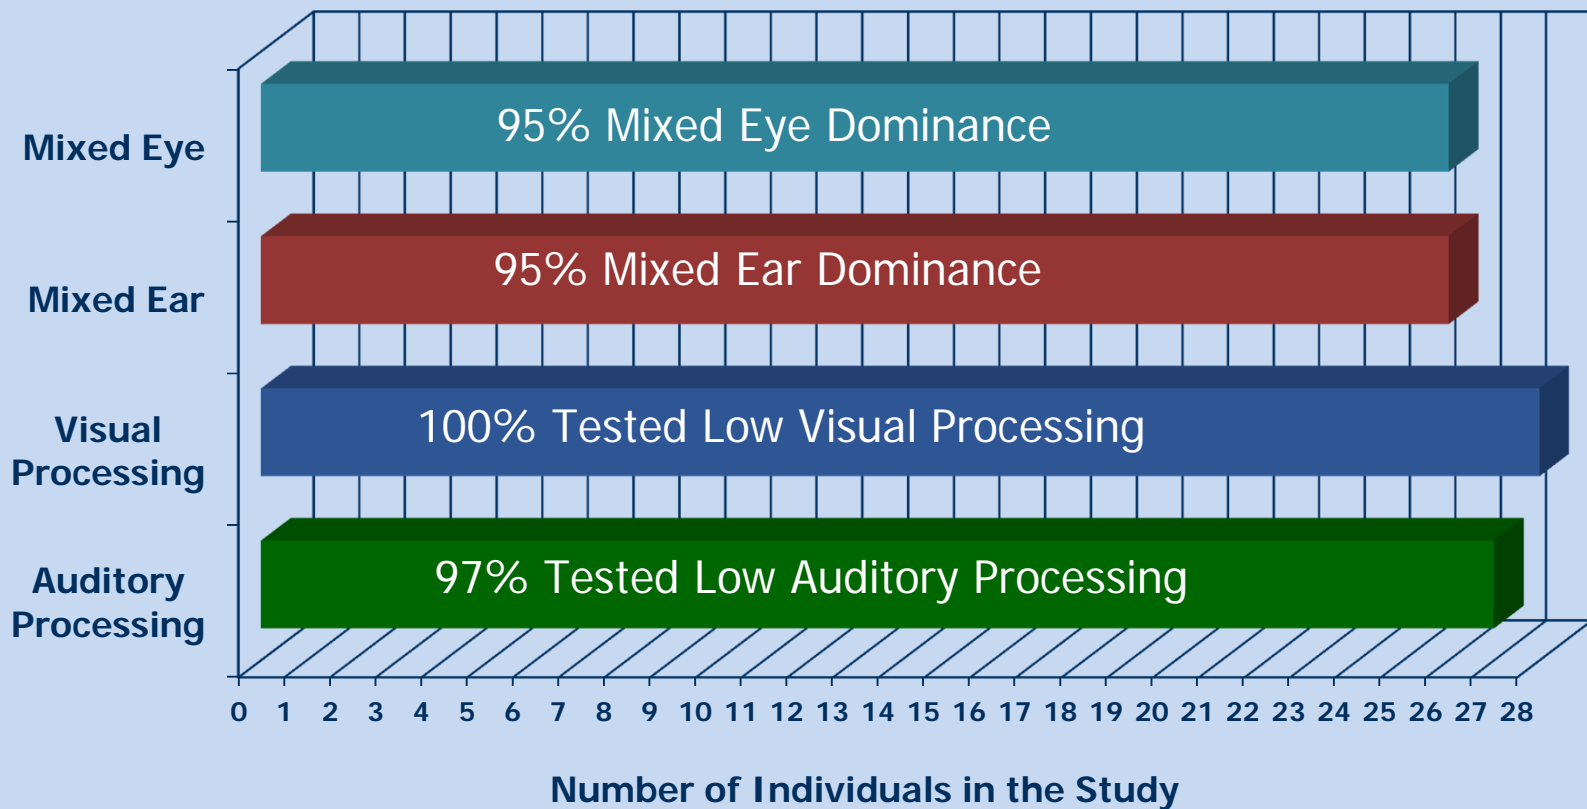 Mixed Eye
95% Mixed Eye Dominance
Mixed Ear
95% Mixed Ear Dominance
Visual
Processing
100% Tested Low Visual Processing
Auditory
Processing
97% Tested Low Auditory Processing
0 1 2 3 4 5 6 7 8 9 10 11 12 13 14 15 16 17 18 19 20 21 22 23 24 25 26 27 28
Number of Individuals in the Study